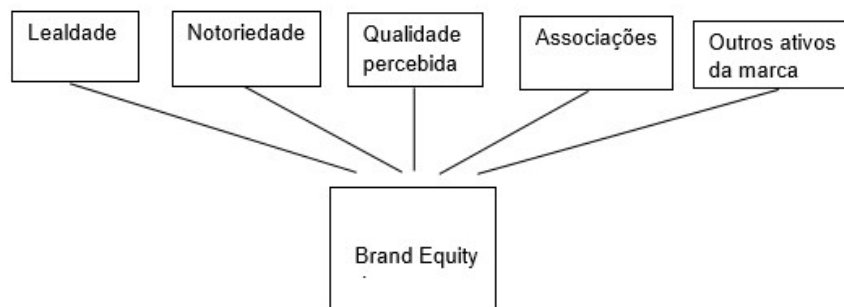 Lealdade
Notoriedade
Qualidade
percebida
Associações
Outros ativos
da marca
Brand Equity